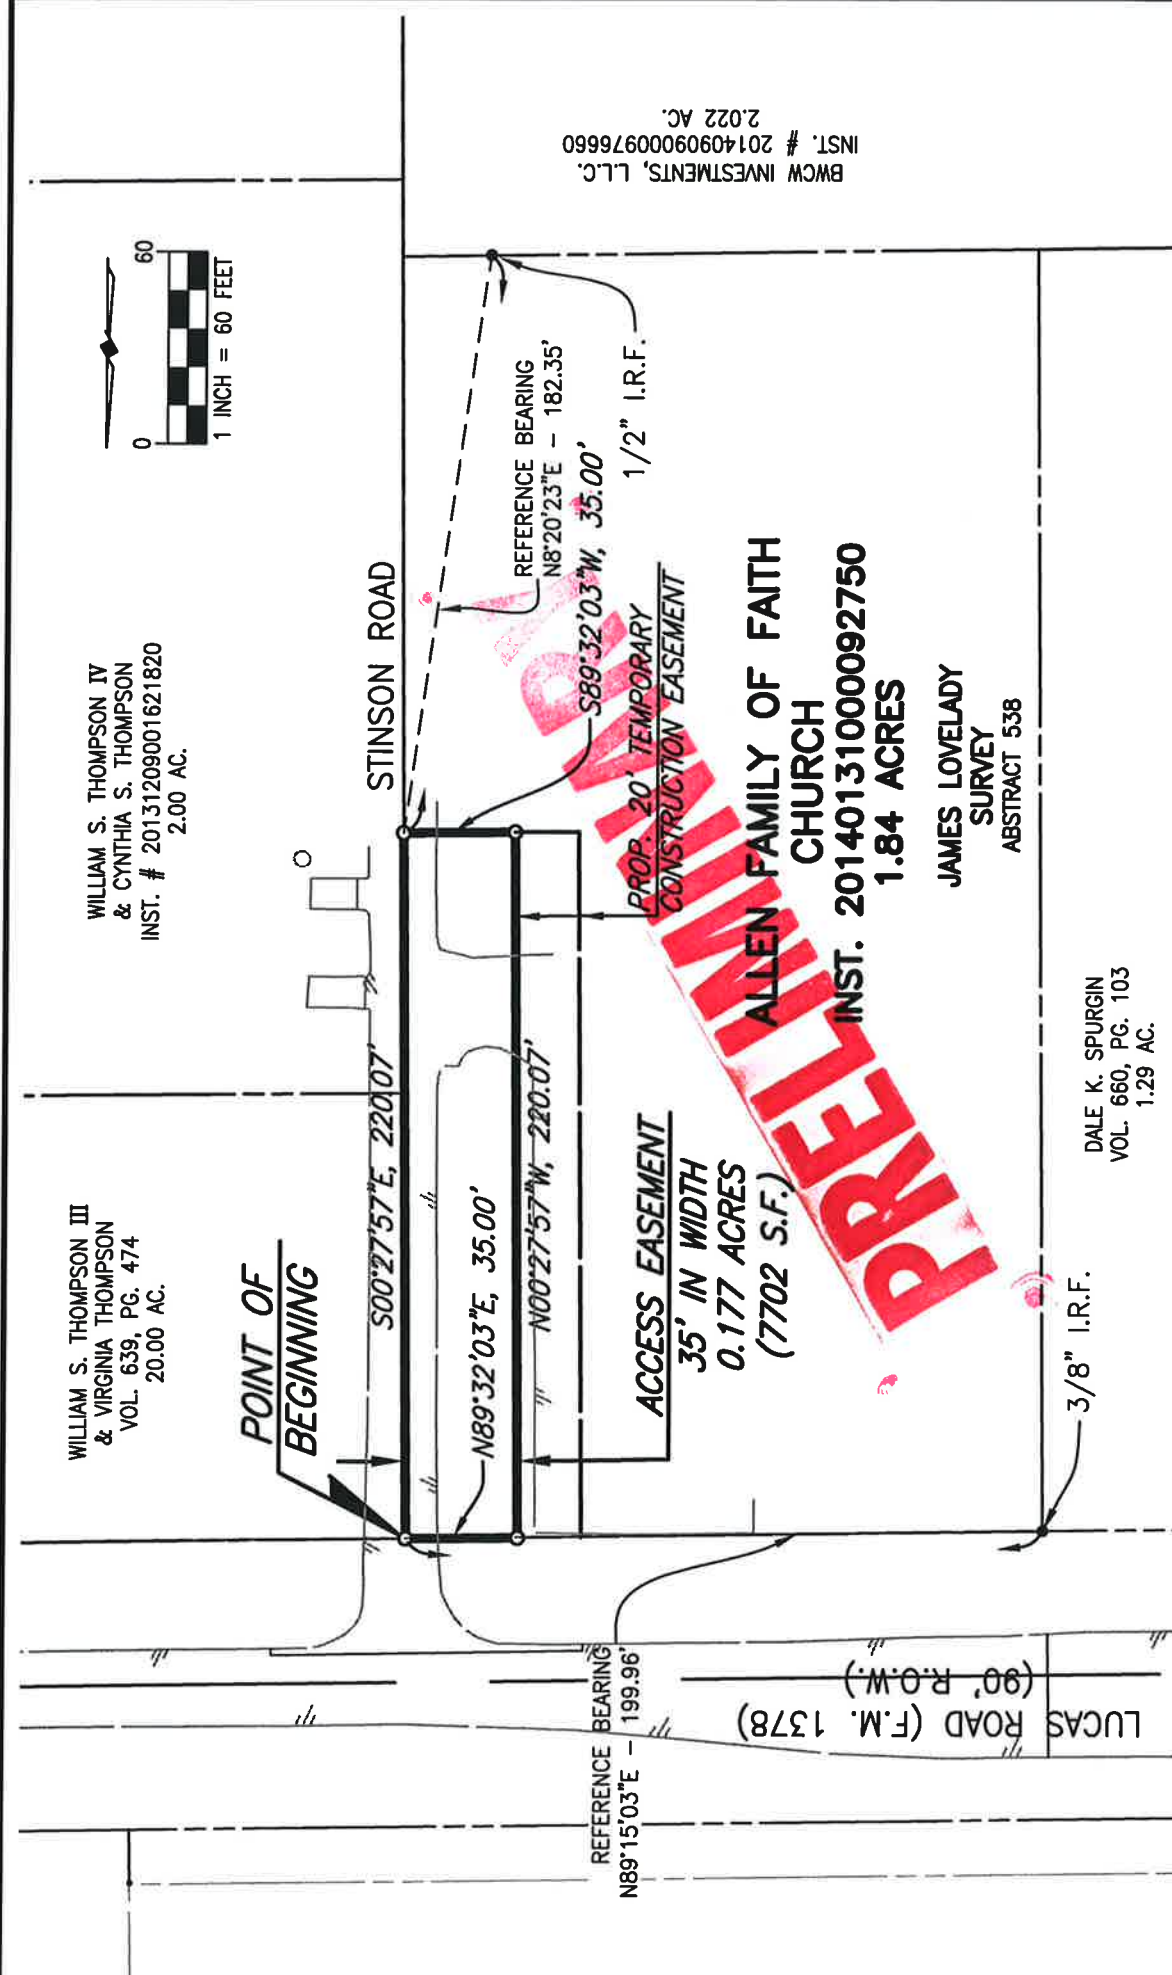 WILLIAM S. THOMPSON III
& VIRGINIA THOMPSON
VOL. 639, PG. 474
20.00 AC.
WILLIAM S. THOMPSON IV
& CYNTHIA S. THOMPSON
INST. # 20131209001621820
2.00 AC.
0
60
1 INCH = 60 FEET
POINT OF
BEGINNING
STINSON ROAD
S00°27'57"E, 220.07'
N89°32'03"E, 35.00'
N00°27'57"W, 220.07'
S89°32'03"W, 35.00'
REFERENCE BEARING
N8°20'23"E - 182.35'
1/2" I.R.F.
BWCW INVESTMENTS, L.L.C.
INST. # 20140909000976660
2.022 AC.
PROP. 20' TEMPORARY
CONSTRUCTION EASEMENT
ACCESS EASEMENT
35' IN WIDTH
0.177 ACRES
(7702 S.F.)
PRELIMINARY
ALLEN FAMILY OF FAITH
CHURCH
INST. 20140131000092750
1.84 ACRES
JAMES LOVELADY
SURVEY
ABSTRACT 538
REFERENCE BEARING
N89°15'03"E - 199.96'
LUCAS ROAD (F.M. 1378)
(90' R.O.W.)
3/8" I.R.F.
DALE K. SPURGIN
VOL. 660, PG. 103
1.29 AC.